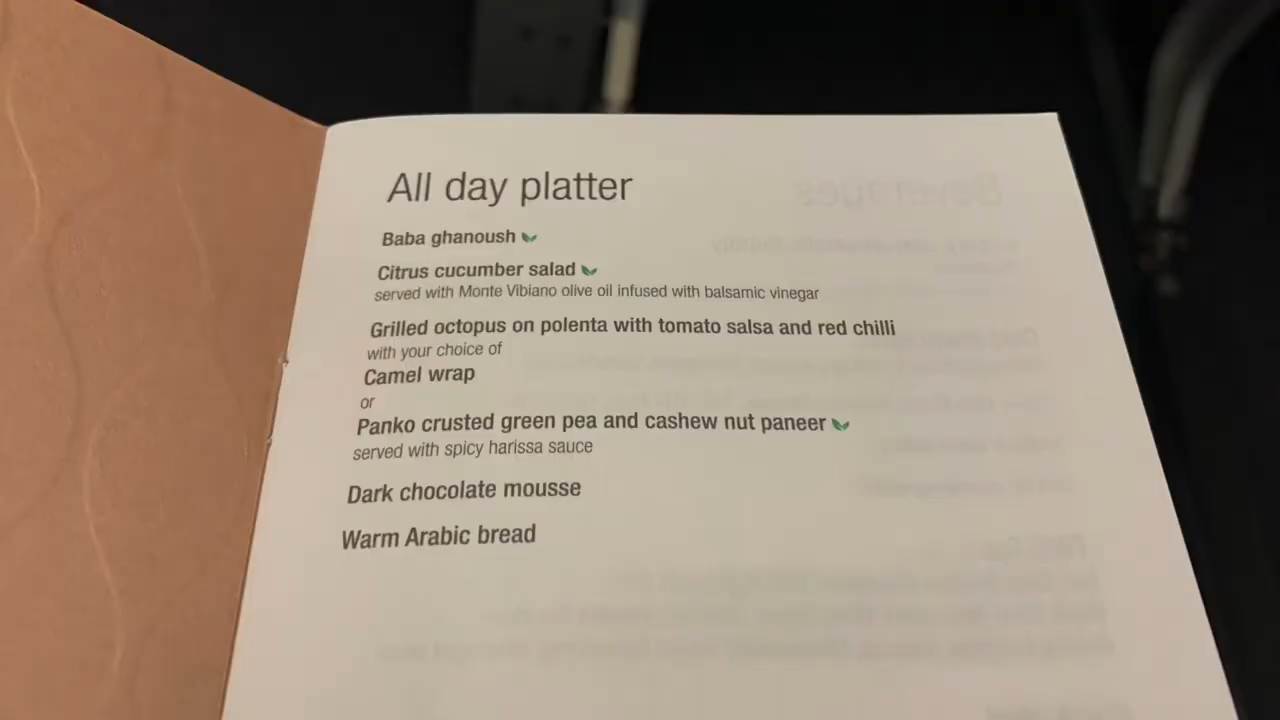 All day platter
Baba ghanoush
Citrus cucumber salad
served with Monte Vibiano olive oil infused with balsamic vinegar
Grilled octopus on polenta with tomato salsa and red chilli
with your choice of
Camel wrap
or
Panko crusted green pea and cashew nut paneer
served with spicy harissa sauce
Dark chocolate mousse
Warm Arabic bread